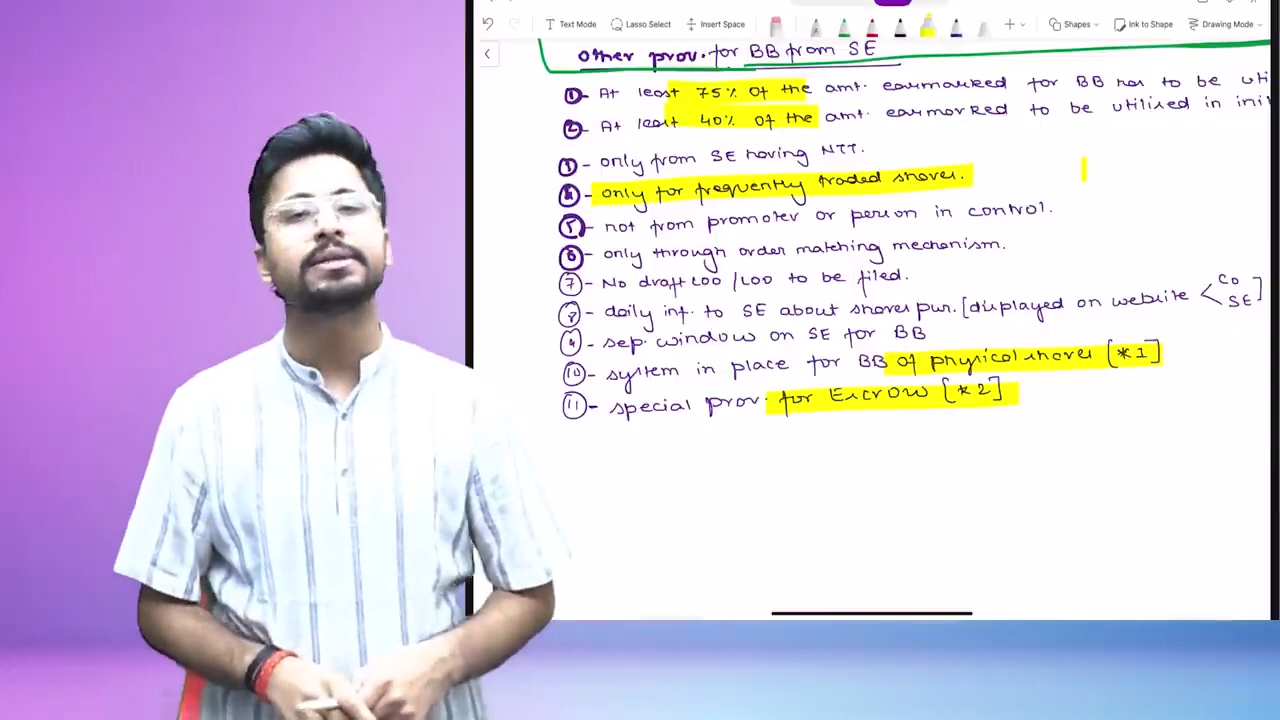 Text Mode Lasso Select Insert Space Shapes Ink to Shape Drawing Mode
other prov. for BB from SE
1- At least 75% of the amt. earmarked for BB has to be uti
2- At least 40% of the amt. earmarked to be utilised in ini
3- only from SE having NTT.
4- only for frequently traded shares.
5- not from promoter or person in control.
6- only through order matching mechanism.
7- No draft LOO / LOO to be filed.
8- daily inf. to SE about shares pur. [displayed on website < Co SE]
9- sep. window on SE for BB
10- system in place for BB of physical shares [*1]
11- special prov. for Escrow [*2]